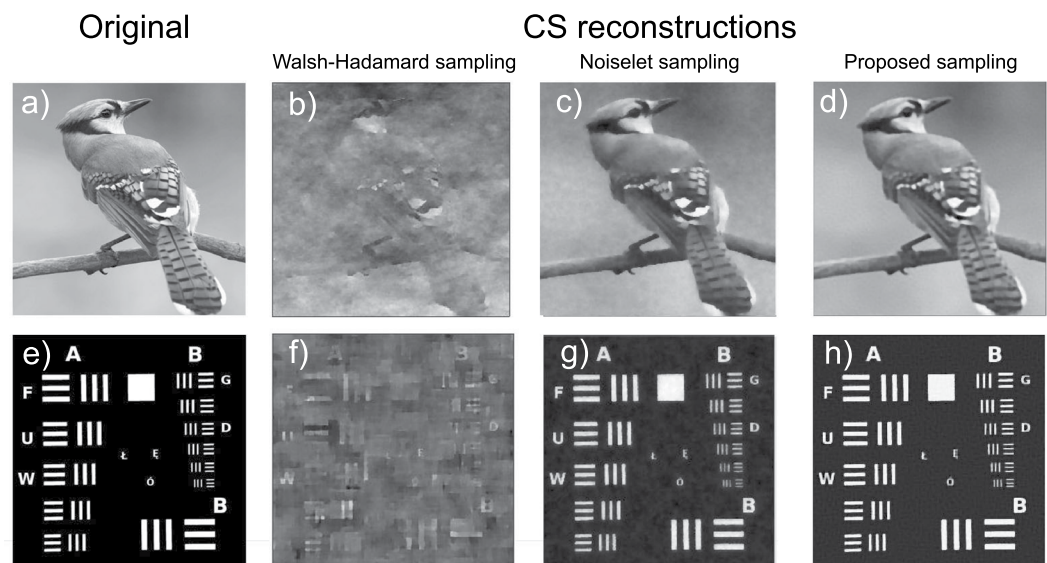 Original
CS reconstructions
Walsh-Hadamard sampling
Noiselet sampling
Proposed sampling
a)
b)
c)
d)
e)
A
B
F
G
U
D
Ł
Ę
W
Ó
B
f)
A
B
G
D
Ł
E
W
B
g)
A
B
F
G
U
D
Ł
Ę
W
Ó
B
h)
A
B
F
G
U
D
Ł
Ę
W
Ó
B